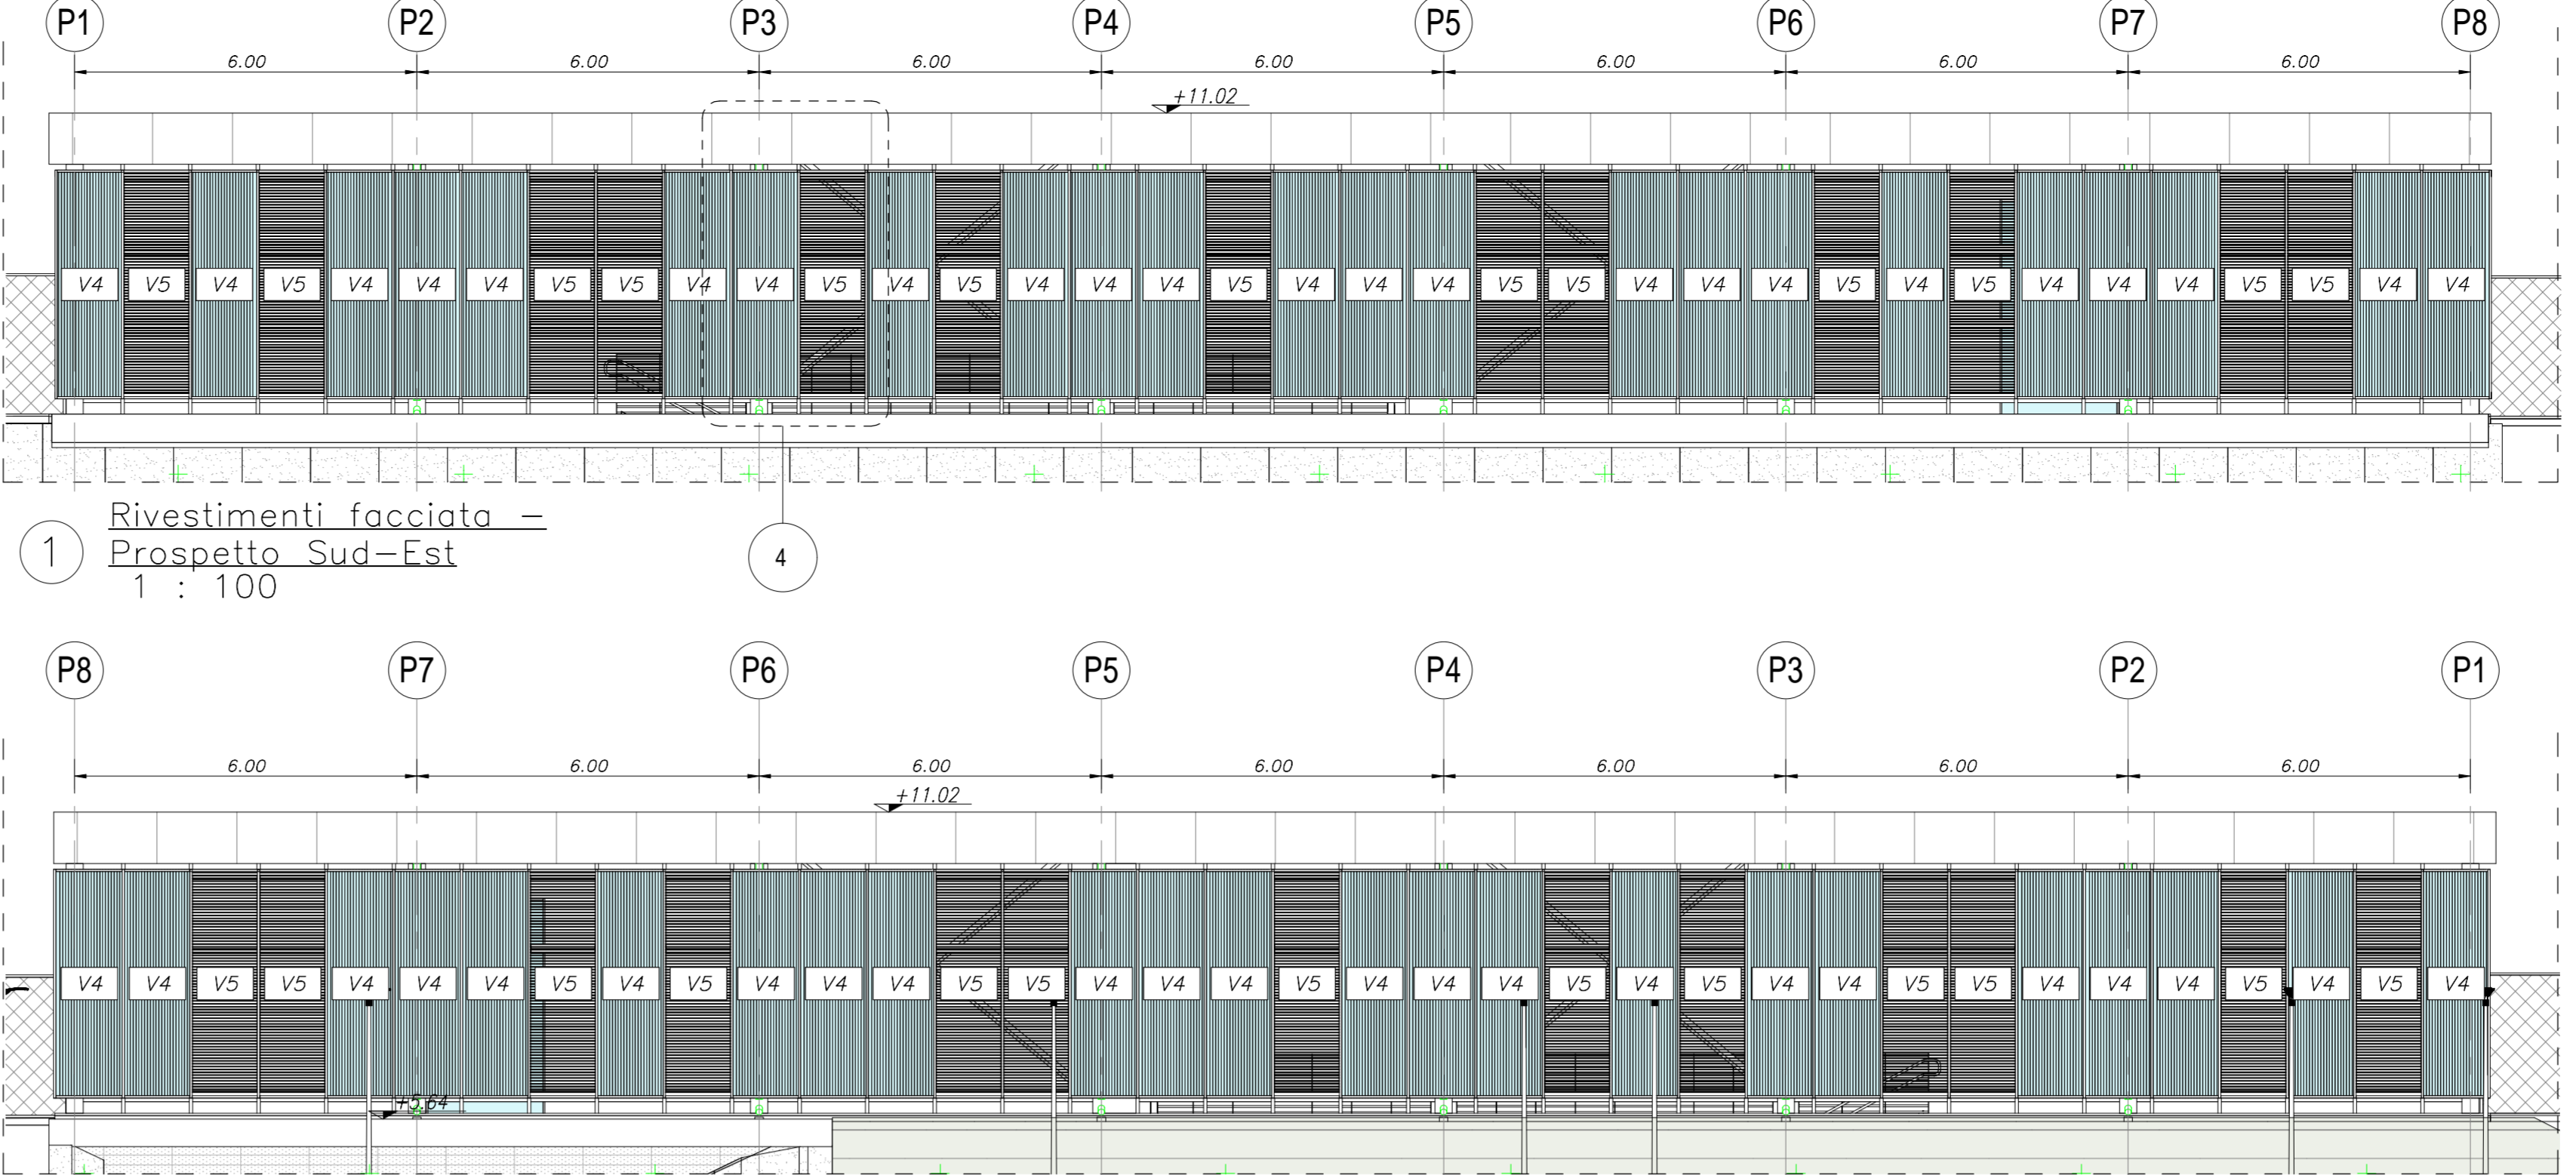 P1 P2 P3 P4 P5 P6 P7 P8
6.00 6.00 6.00 6.00 6.00 6.00 6.00
+11.02
V4 V5 V4 V5 V4 V4 V4 V5 V5 V4 V4 V5 V4 V5 V4 V4 V4 V5 V4 V4 V4 V5 V5 V4 V4 V4 V5 V4 V5 V4 V4 V4 V5 V5 V4 V4
1
Rivestimenti facciata –
Prospetto Sud–Est
1 : 100
4
P8 P7 P6 P5 P4 P3 P2 P1
6.00 6.00 6.00 6.00 6.00 6.00 6.00
+11.02
V4 V4 V5 V5 V4 V4 V4 V5 V4 V5 V4 V4 V4 V5 V5 V4 V4 V4 V5 V4 V4 V4 V5 V4 V5 V4 V4 V5 V5 V4 V4 V4 V5 V4 V5 V4
+5.64